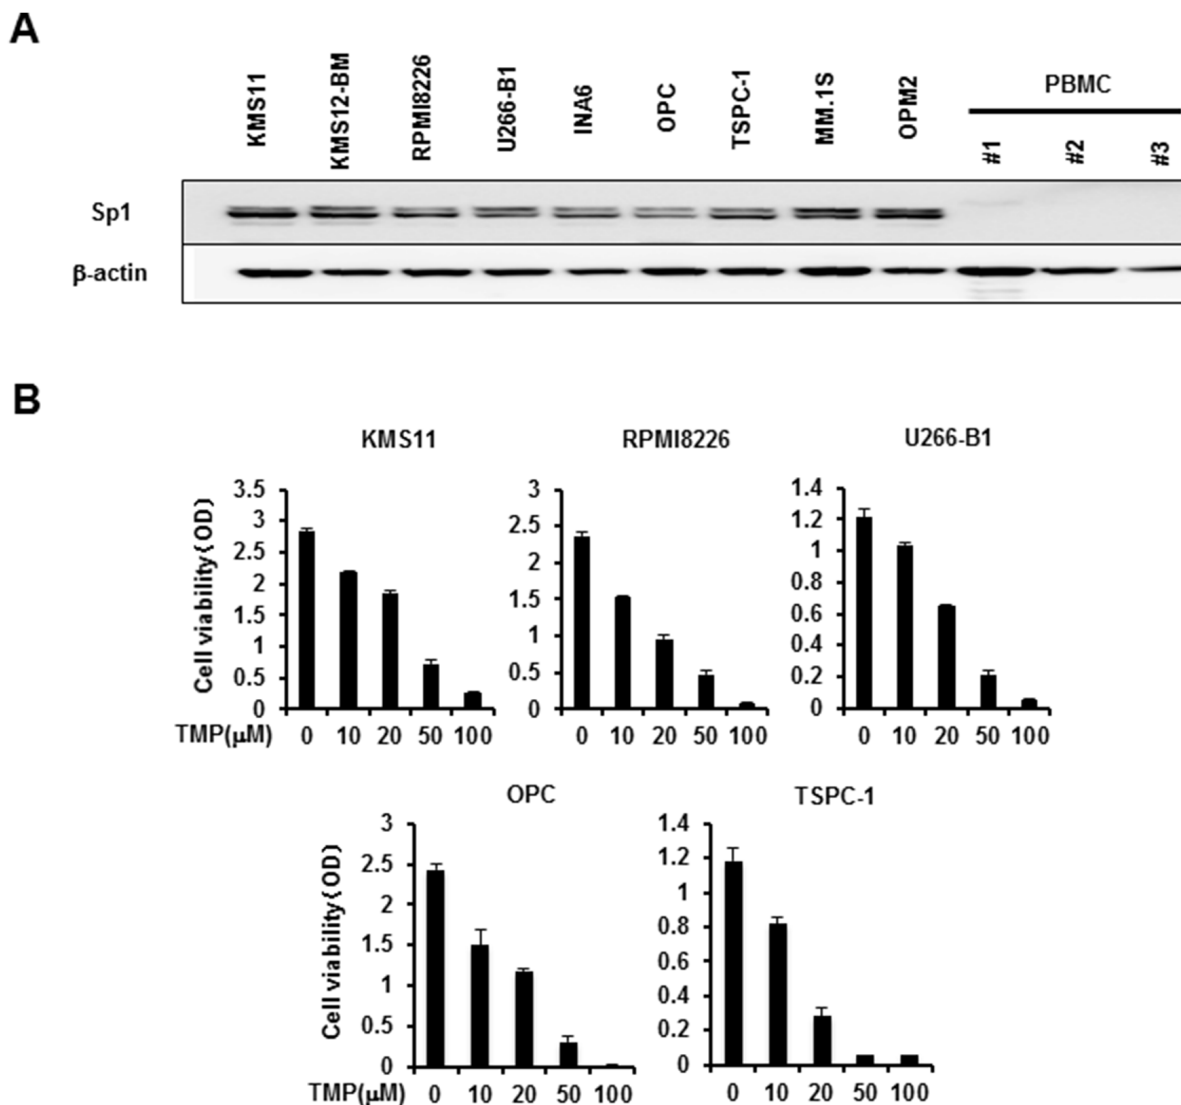 A
KMS11
KMS12-BM
RPMI8226
U266-B1
INA6
OPC
TSPC-1
MM.1S
OPM2
PBMC
#1
#2
#3
Sp1
β-actin
B
KMS11
RPMI8226
U266-B1
Cell viability(OD)
3.5
3
2.5
2
1.5
1
0.5
0
3
2.5
2
1.5
1
0.5
0
1.4
1.2
1
0.8
0.6
0.4
0.2
0
TMP(µM) 0 10 20 50 100
0 10 20 50 100
0 10 20 50 100
OPC
TSPC-1
Cell viability(OD)
3
2.5
2
1.5
1
0.5
0
1.4
1.2
1
0.8
0.6
0.4
0.2
0
TMP(µM) 0 10 20 50 100
0 10 20 50 100